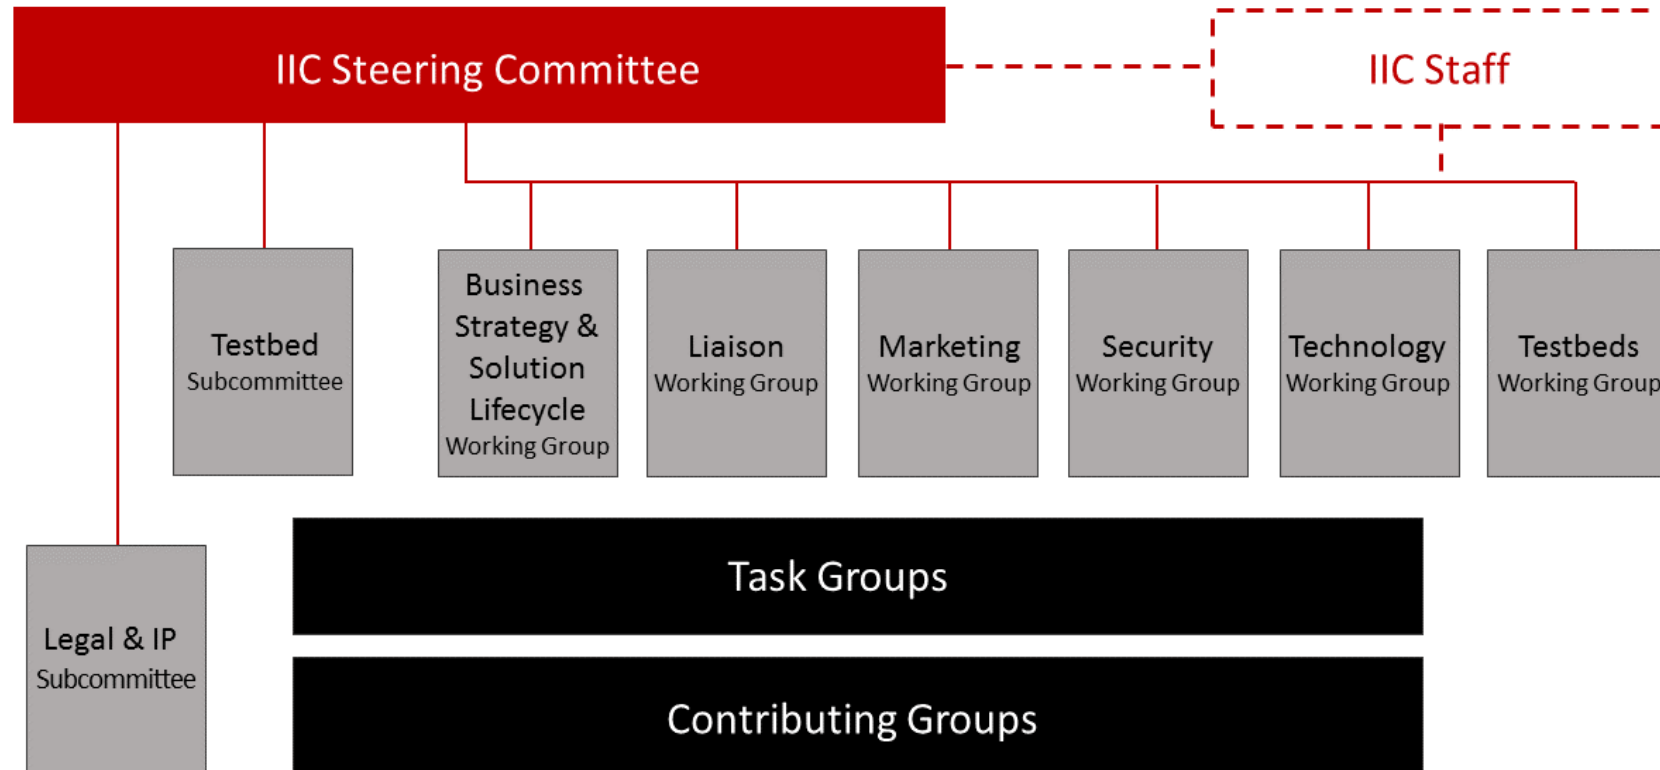 IIC Steering Committee
IIC Staff
Testbed
Subcommittee
Business
Strategy &
Solution
Lifecycle
Working Group
Liaison
Working Group
Marketing
Working Group
Security
Working Group
Technology
Working Group
Testbeds
Working Group
Legal & IP
Subcommittee
Task Groups
Contributing Groups